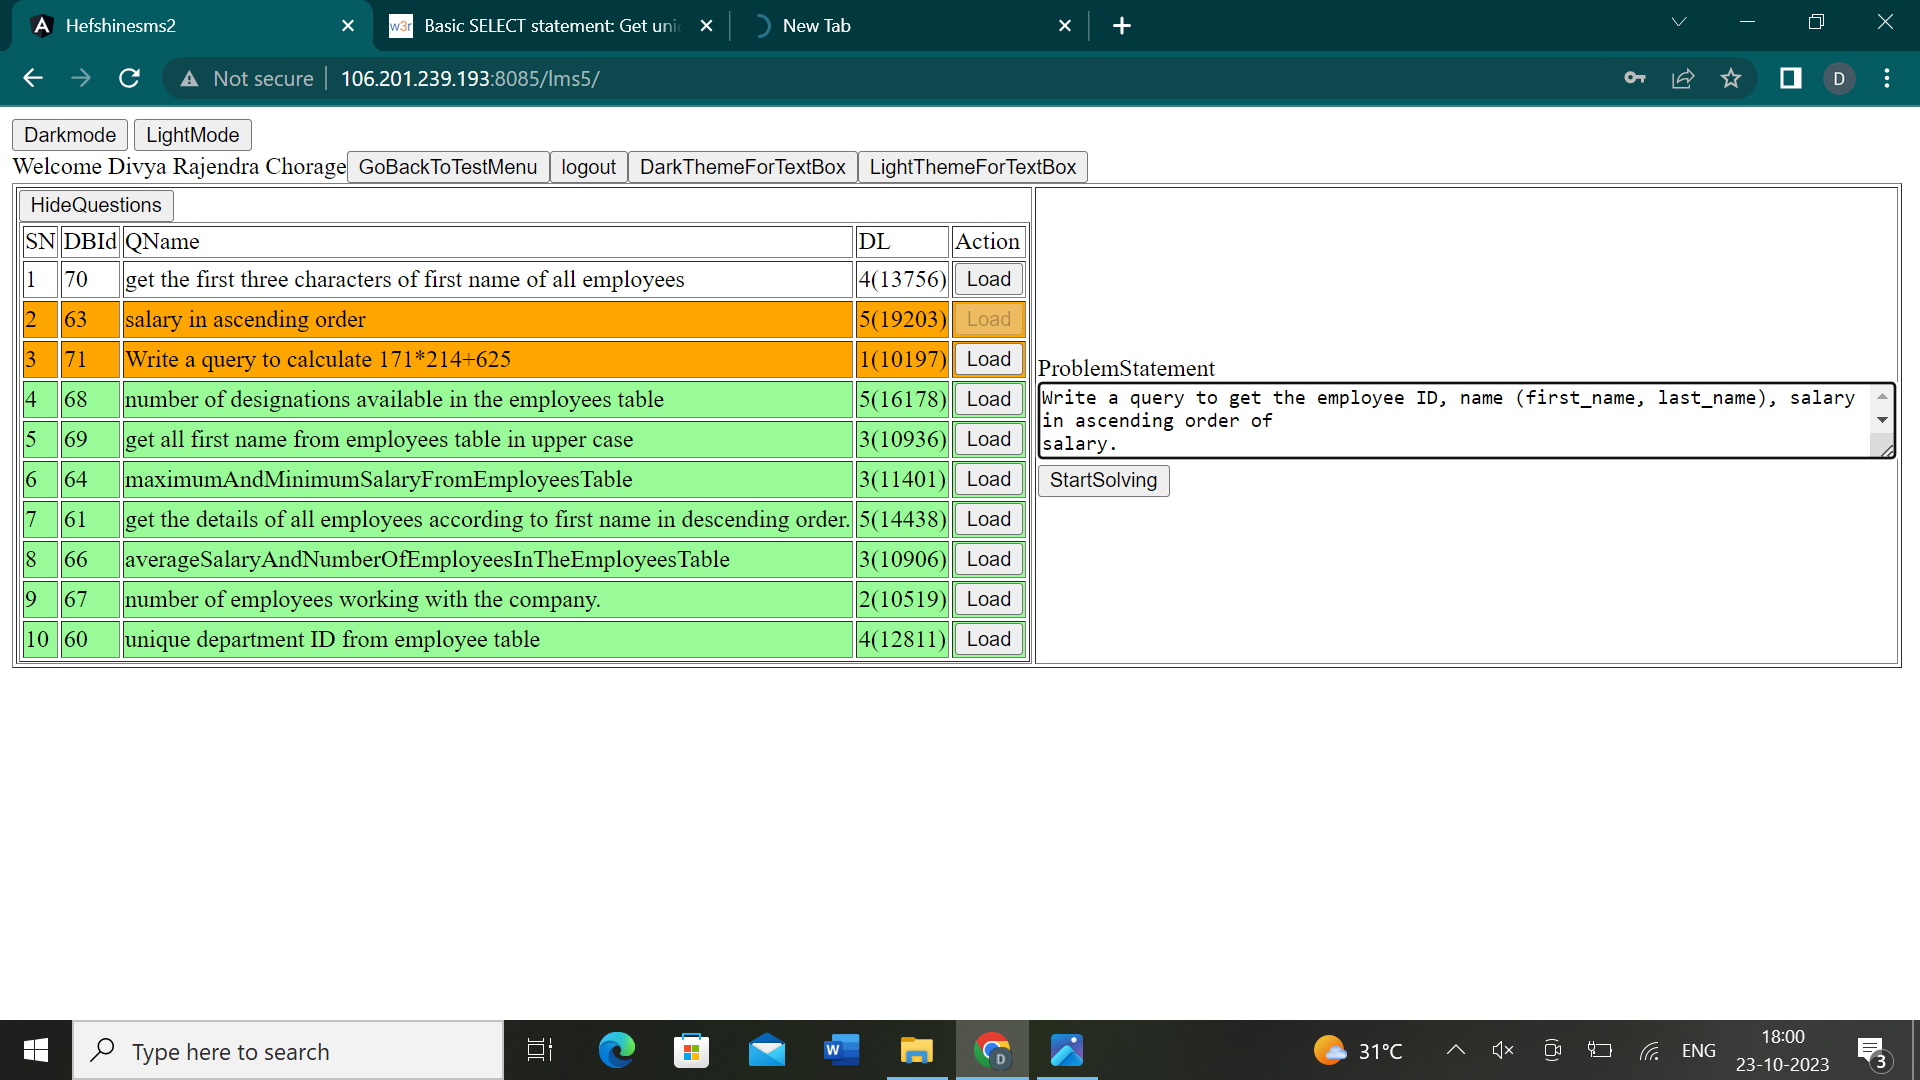 Hefshinesms2
w3r Basic SELECT statement: Get uni
New Tab
Not secure 106.201.239.193:8085/lms5/
D
Darkmode LightMode
Welcome Divya Rajendra Chorage GoBackToTestMenu logout DarkThemeForTextBox LightThemeForTextBox
HideQuestions
SN DBId QName DL Action
1 70 get the first three characters of first name of all employees 4(13756) Load
2 63 salary in ascending order 5(19203) Load
3 71 Write a query to calculate 171*214+625 1(10197) Load
4 68 number of designations available in the employees table 5(16178) Load
5 69 get all first name from employees table in upper case 3(10936) Load
6 64 maximumAndMinimumSalaryFromEmployeesTable 3(11401) Load
7 61 get the details of all employees according to first name in descending order. 5(14438) Load
8 66 averageSalaryAndNumberOfEmployeesInTheEmployeesTable 3(10906) Load
9 67 number of employees working with the company. 2(10519) Load
10 60 unique department ID from employee table 4(12811) Load
ProblemStatement
Write a query to get the employee ID, name (first_name, last_name), salary
in ascending order of
salary.
StartSolving
Type here to search
W
D
31°C
ENG
18:00
23-10-2023
3